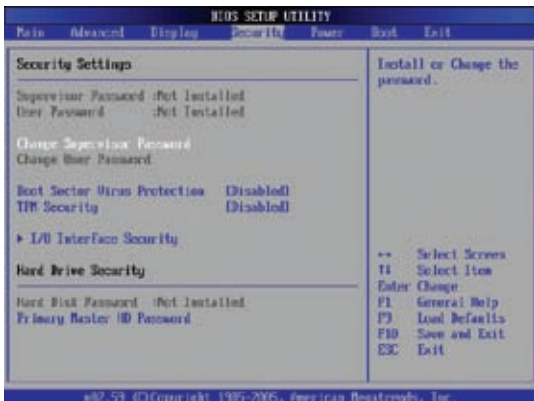 BIOS SETUP UTILITY
Main Advanced Display Security Power Boot Exit
Security Settings
Supervisor Password :Not Installed
User Password :Not Installed
Change Supervisor Password
Change User Password
Boot Sector Virus Protection [Disabled]
TPM Security [Disabled]
I/O Interface Security
Hard Drive Security
Hard Disk Password :Not Installed
Primary Master HD Password
Install or Change the
password.
↔ Select Screen
↑↓ Select Item
Enter Change
F1 General Help
F9 Load Defaults
F10 Save and Exit
ESC Exit
v02.59 (C)Copyright 1985-2005, American Megatrends, Inc.